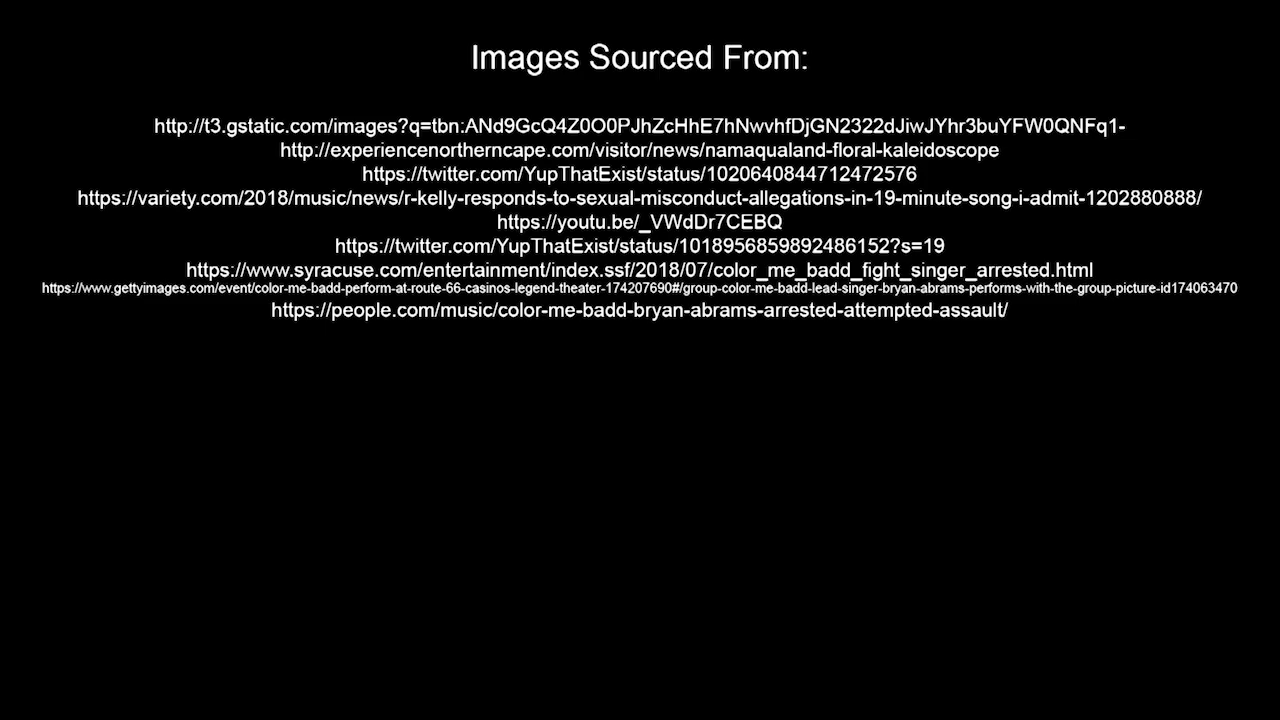 Images Sourced From:
http://t3.gstatic.com/images?q=tbn:ANd9GcQ4Z0O0PJhZcHhE7hNwvhfDjGN2322dJiwJYhr3buYFW0QNFq1-
http://experiencenortherncape.com/visitor/news/namaqualand-floral-kaleidoscope
https://twitter.com/YupThatExist/status/1020640844712472576
https://variety.com/2018/music/news/r-kelly-responds-to-sexual-misconduct-allegations-in-19-minute-song-i-admit-1202880888/
https://youtu.be/_VWdDr7CEBQ
https://twitter.com/YupThatExist/status/1018956859892486152?s=19
https://www.syracuse.com/entertainment/index.ssf/2018/07/color_me_badd_fight_singer_arrested.html
https://www.gettyimages.com/event/color-me-badd-perform-at-route-66-casinos-legend-theater-174207690#/group-color-me-badd-lead-singer-bryan-abrams-performs-with-the-group-picture-id174063470
https://people.com/music/color-me-badd-bryan-abrams-arrested-attempted-assault/